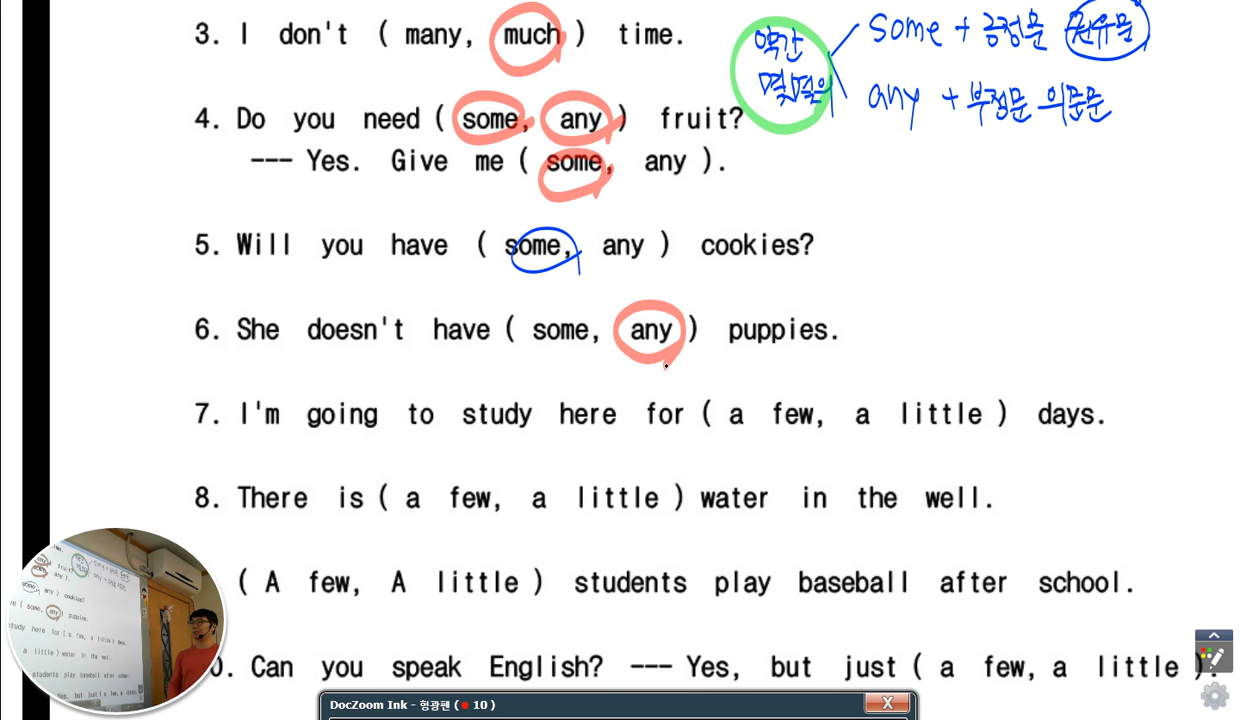 3. I don't ( many, much ) time.
약간 몇몇의
some + 긍정문 권유문
any + 부정문 의문문
4. Do you need ( some, any ) fruit?
--- Yes. Give me ( some, any ).
5. Will you have ( some, any ) cookies?
6. She doesn't have ( some, any ) puppies.
7. I'm going to study here for ( a few, a little ) days.
8. There is ( a few, a little ) water in the well.
( A few, A little ) students play baseball after school.
0. Can you speak English? --- Yes, but just ( a few, a little ).
DocZoom Ink - 형광펜 ( 10 )